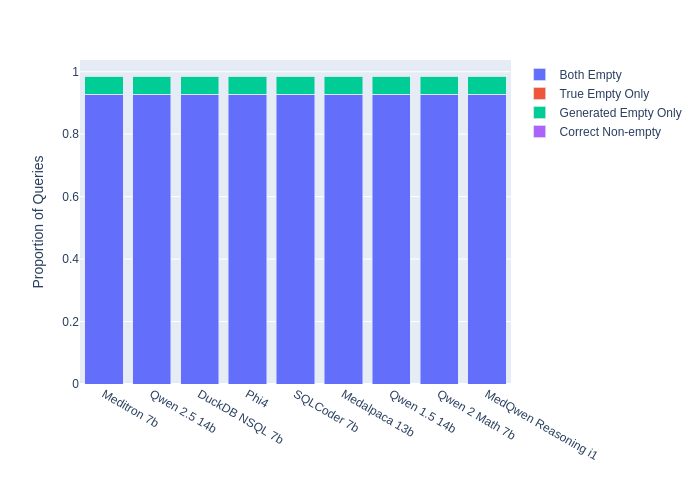 Proportion of Queries
1
0.8
0.6
0.4
0.2
0
Meditron 7b
Qwen 2.5 14b
DuckDB NSQL 7b
Phi4
SQLCoder 7b
Medalpaca 13b
Qwen 1.5 14b
Qwen 2 Math 7b
MedQwen Reasoning i1
Both Empty
True Empty Only
Generated Empty Only
Correct Non-empty